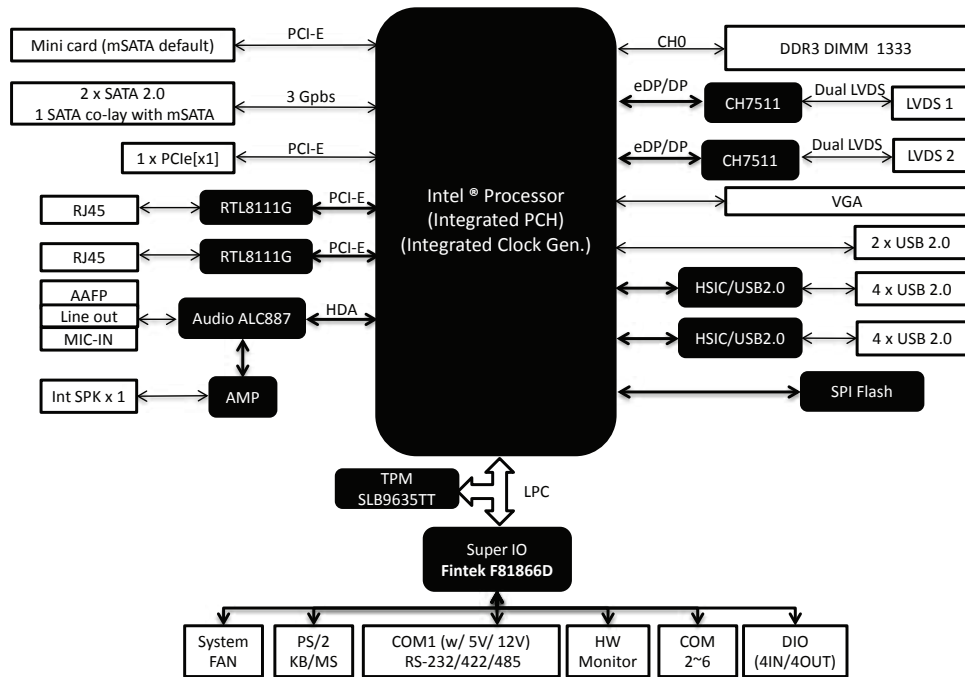 Mini card (mSATA default)
PCI-E
2 x SATA 2.0
1 SATA co-lay with mSATA
3 Gpbs
1 x PCIe[x1]
PCI-E
RJ45
RTL8111G
PCI-E
RJ45
RTL8111G
PCI-E
AAFP
Line out
MIC-IN
Audio ALC887
HDA
Int SPK x 1
AMP
Intel ® Processor
(Integrated PCH)
(Integrated Clock Gen.)
CH0
DDR3 DIMM 1333
eDP/DP
CH7511
Dual LVDS
LVDS 1
eDP/DP
CH7511
Dual LVDS
LVDS 2
VGA
2 x USB 2.0
HSIC/USB2.0
4 x USB 2.0
HSIC/USB2.0
4 x USB 2.0
SPI Flash
TPM
SLB9635TT
LPC
Super IO
Fintek F81866D
System
FAN
PS/2
KB/MS
COM1 (w/ 5V/ 12V)
RS-232/422/485
HW
Monitor
COM
2~6
DIO
(4IN/4OUT)